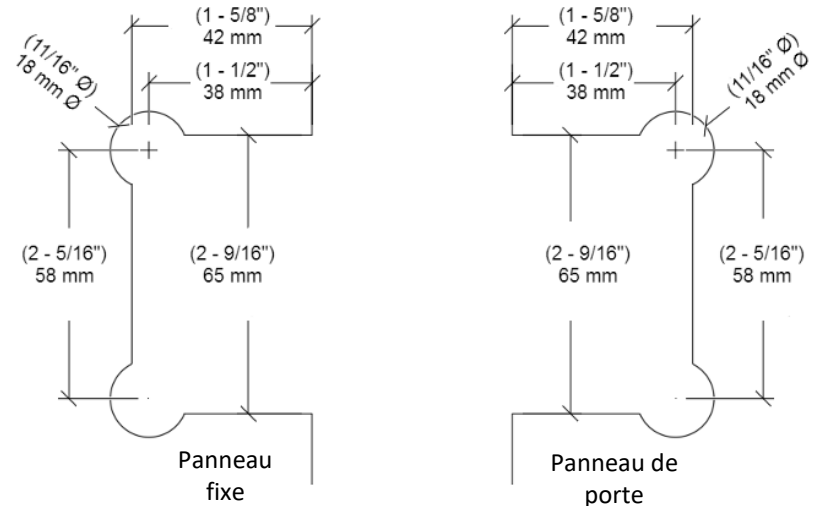 (1 - 5/8")
42 mm
(1 - 1/2")
38 mm
(11/16" Ø)
18 mm Ø
(2 - 5/16")
58 mm
(2 - 9/16")
65 mm
Panneau
fixe
(1 - 5/8")
42 mm
(1 - 1/2")
38 mm
(11/16" Ø)
18 mm Ø
(2 - 9/16")
65 mm
(2 - 5/16")
58 mm
Panneau de
porte